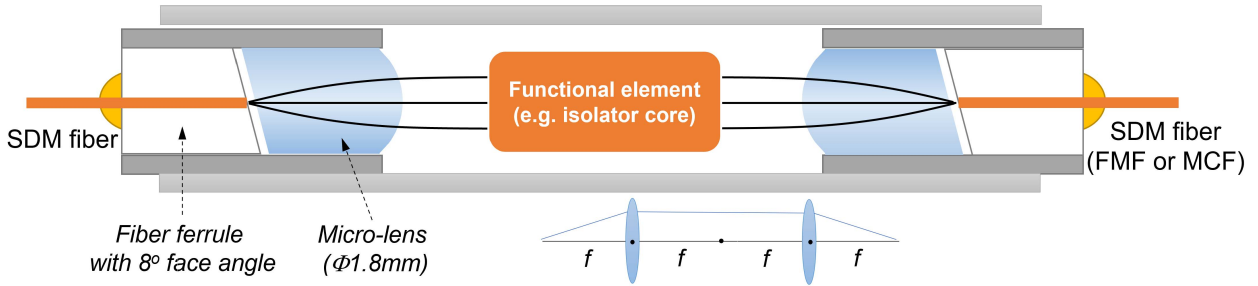 Functional element
(e.g. isolator core)
SDM fiber
SDM fiber
(FMF or MCF)
Fiber ferrule
with 8º face angle
Micro-lens
(Φ1.8mm)
f
f
f
f